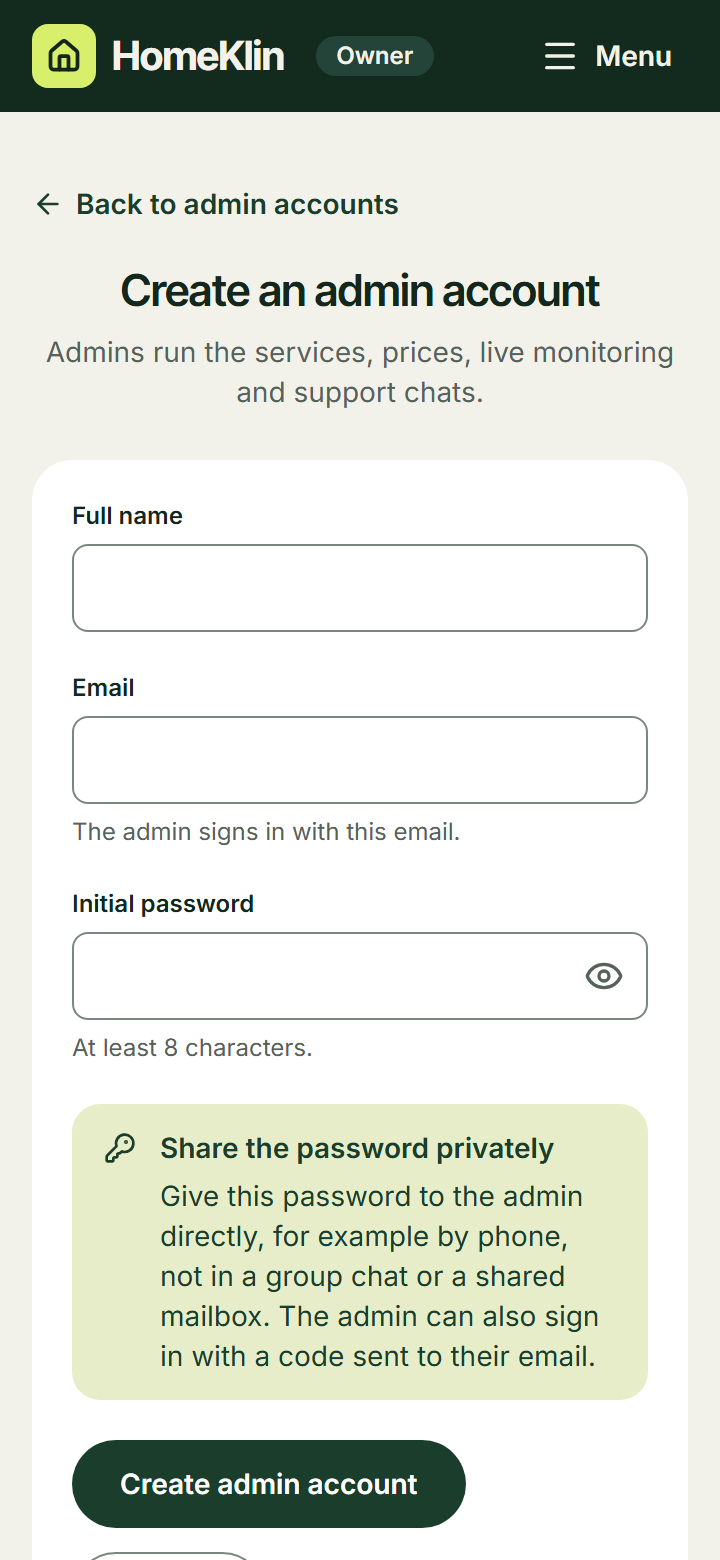 HomeKlin
Owner
Menu
Back to admin accounts
Create an admin account
Admins run the services, prices, live monitoring
and support chats.
Full name
Email
The admin signs in with this email.
Initial password
At least 8 characters.
Share the password privately
Give this password to the admin
directly, for example by phone,
not in a group chat or a shared
mailbox. The admin can also sign
in with a code sent to their email.
Create admin account